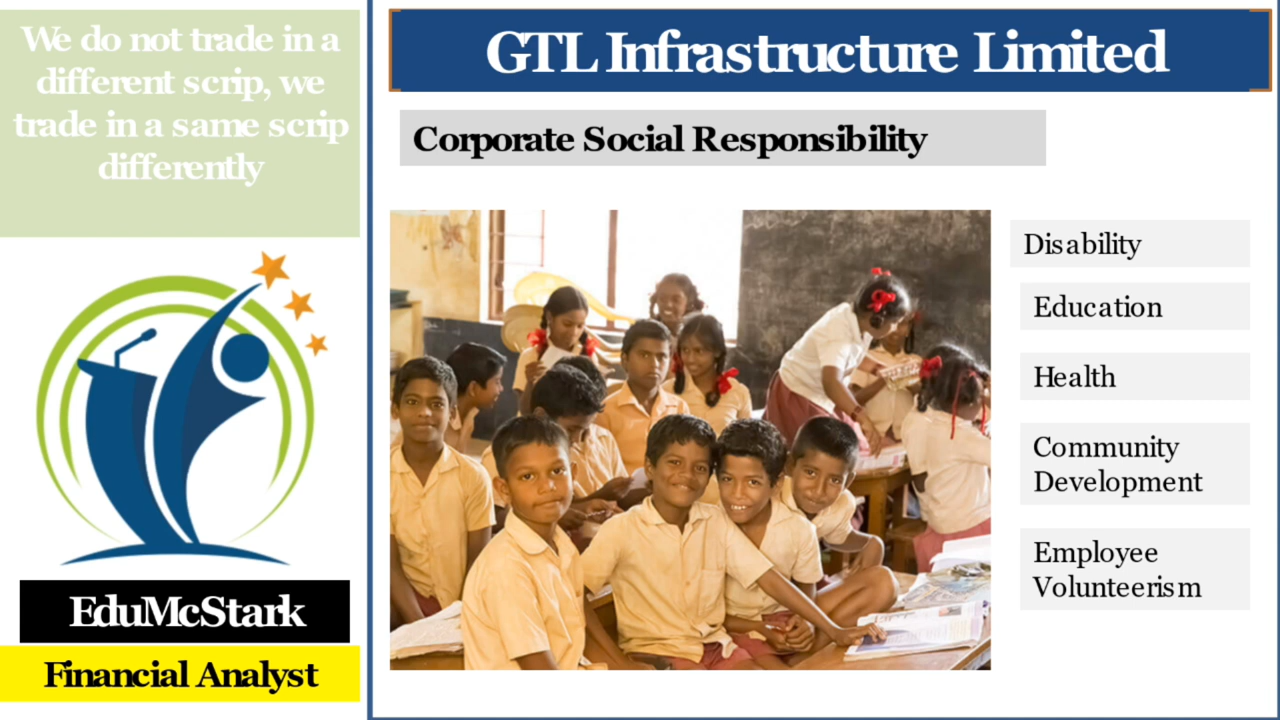 We do not trade in a
different scrip, we
trade in a same scrip
differently
EduMcStark
Financial Analyst
GTL Infrastructure Limited
Corporate Social Responsibility
Disability
Education
Health
Community
Development
Employee
Volunteerism